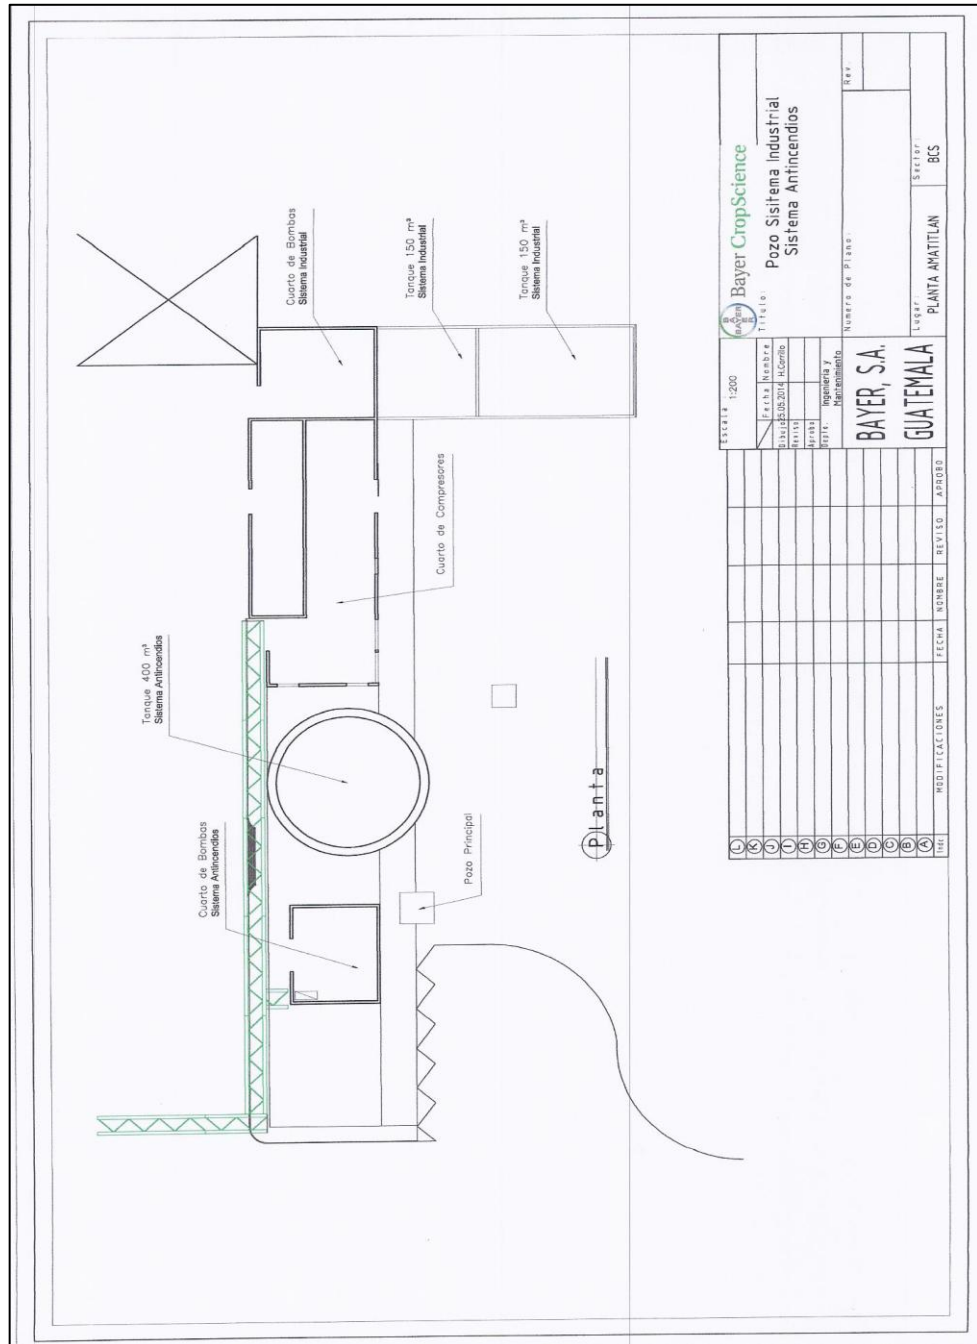 Cuarto de Bombas
Sistema Antincendios
Tanque 400 m³
Sistema Antincendios
Cuarto de Bombas
Sistema Industrial
Tanque 150 m³
Sistema Industrial
Tanque 150 m³
Sistema Industrial
Cuarto de Compresores
Pozo Principal
Planta
L
K
J
I
H
G
F
E
D
C
B
A
MODIFICACIONES
FECHA
NOMBRE
REVISO
APROBO
Escala:
1:200
Fecha Nombre
Dibujo 25.05.2014 H.Carrillo
Reviso
Aprobo
Depto. Ingenieria y
Mantenimiento
BAYER, S.A.
GUATEMALA
BAYER
Bayer CropScience
Titulo:
Pozo Sisitema Industrial
Sistema Antincendios
Numero de Plano:
Rev.
Lugar:
PLANTA AMATITLAN
Sector:
BCS